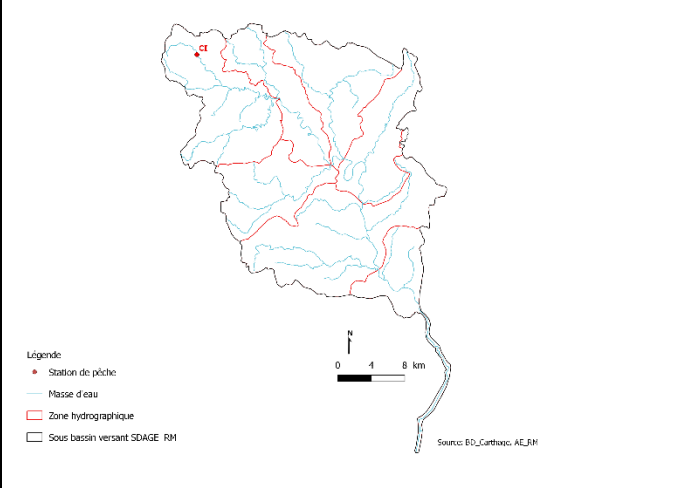 CI
N
0 4 8 km
Légende
Station de pêche
Masse d'eau
Zone hydrographique
Sous bassin versant SDAGE RM
Source: BD_Carthage, AE_RM